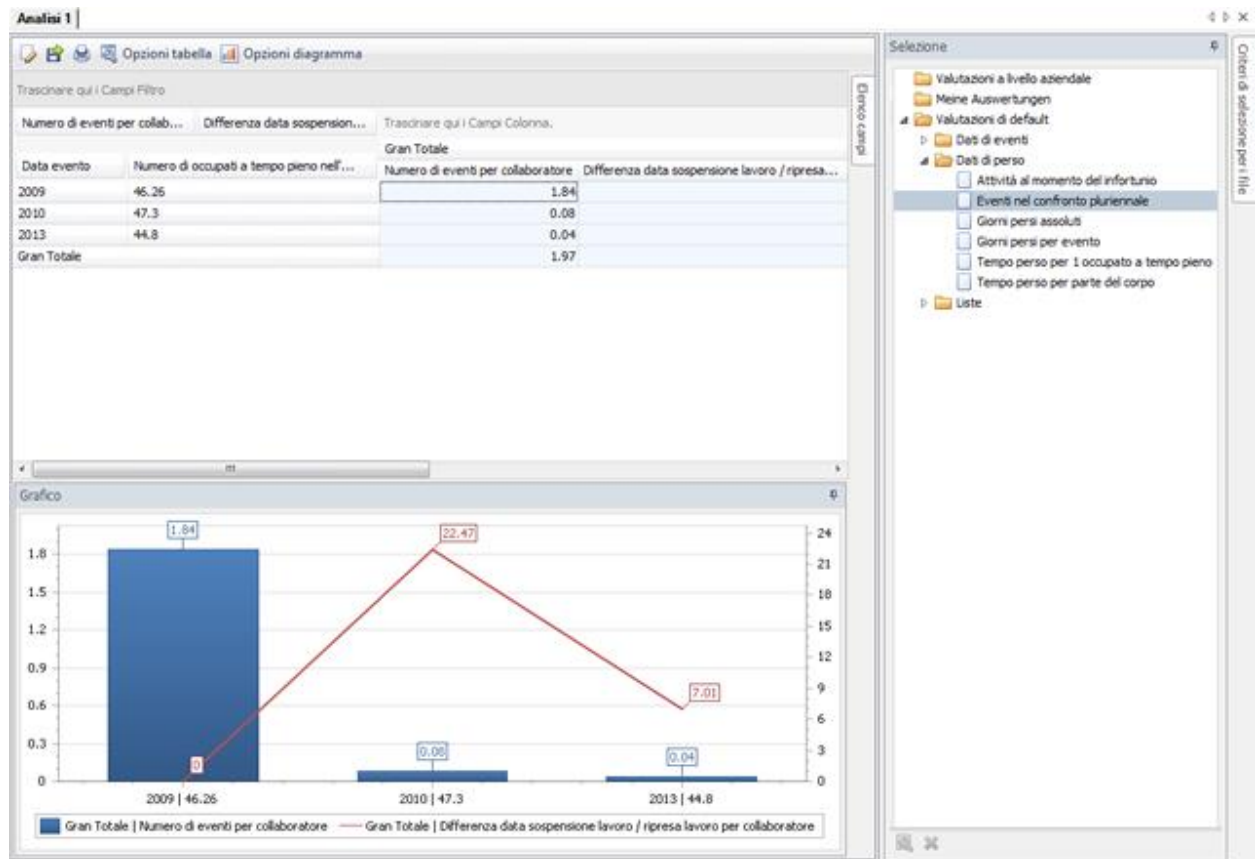 Analisi 1
Opzioni tabella Opzioni diagramma
Trascinare qui i Campi Filtro
Numero di eventi per collab... Differenza data sospension... Trascinare qui i Campi Colonna.
Gran Totale
Data evento Numero di occupati a tempo pieno nell'... Numero di eventi per collaboratore Differenza data sospensione lavoro / ripresa...
2009 46.26 1.84
2010 47.3 0.08
2013 44.8 0.04
Gran Totale 1.97
Elenco campi
Grafico
1.84 22.47 24
1.8 21
1.5 18
1.2 15
0.9 12
7.01 9
0.6 6
0.3 0.08 0.04 3
0 0 0
2009 | 46.26 2010 | 47.3 2013 | 44.8
Gran Totale | Numero di eventi per collaboratore Gran Totale | Differenza data sospensione lavoro / ripresa lavoro per collaboratore
Selezione
Valutazioni a livello aziendale
Meine Auswertungen
Valutazioni di default
Dati di eventi
Dati di perso
Attività al momento del infortunio
Eventi nel confronto pluriennale
Giorni persi assoluti
Giorni persi per evento
Tempo perso per 1 occupato a tempo pieno
Tempo perso per parte del corpo
Liste
Criteri di selezione per i file